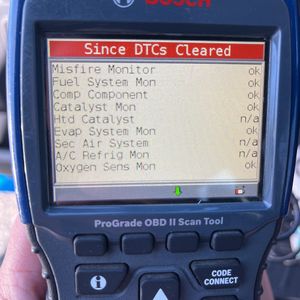 BOSCH
Since DTCs Cleared
Misfire Monitor ok
Fuel System Mon ok
Comp Component ok
Catalyst Mon ok
Htd Catalyst n/a
Evap System Mon ok
Sec Air System n/a
A/C Refrig Mon n/a
Oxygen Sens Mon ok
ProGrade OBD II Scan Tool
i
CODE
CONNECT